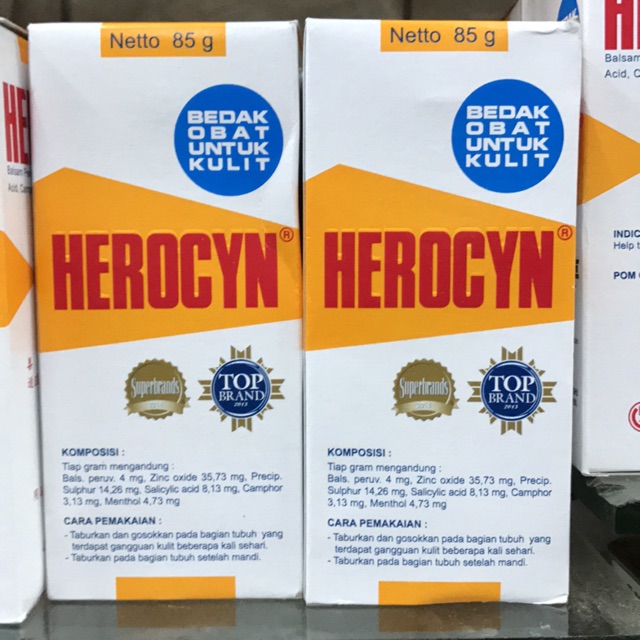 Netto 85 g
BEDAK
OBAT
UNTUK
KULIT
HEROCYN®
Superbrands
TOP
BRAND
2015
KOMPOSISI :
Tiap gram mengandung :
Bals. peruv. 4 mg, Zinc oxide 35,73 mg, Precip.
Sulphur 14,26 mg, Salicylic acid 8,13 mg, Camphor
3,13 mg, Menthol 4,73 mg
CARA PEMAKAIAN :
- Taburkan dan gosokkan pada bagian tubuh yang
terdapat gangguan kulit beberapa kali sehari.
- Taburkan pada bagian tubuh setelah mandi.
Netto 85 g
BEDAK
OBAT
UNTUK
KULIT
HEROCYN®
Superbrands
TOP
BRAND
2015
KOMPOSISI :
Tiap gram mengandung :
Bals. peruv. 4 mg, Zinc oxide 35,73 mg, Precip.
Sulphur 14,26 mg, Salicylic acid 8,13 mg, Camphor
3,13 mg, Menthol 4,73 mg
CARA PEMAKAIAN :
- Taburkan dan gosokkan pada bagian tubuh yang
terdapat gangguan kulit beberapa kali sehari.
- Taburkan pada bagian tubuh setelah mandi.
HE
Balsam
Acid,
Balsam
Acid, C
INDIC
Help t
POM